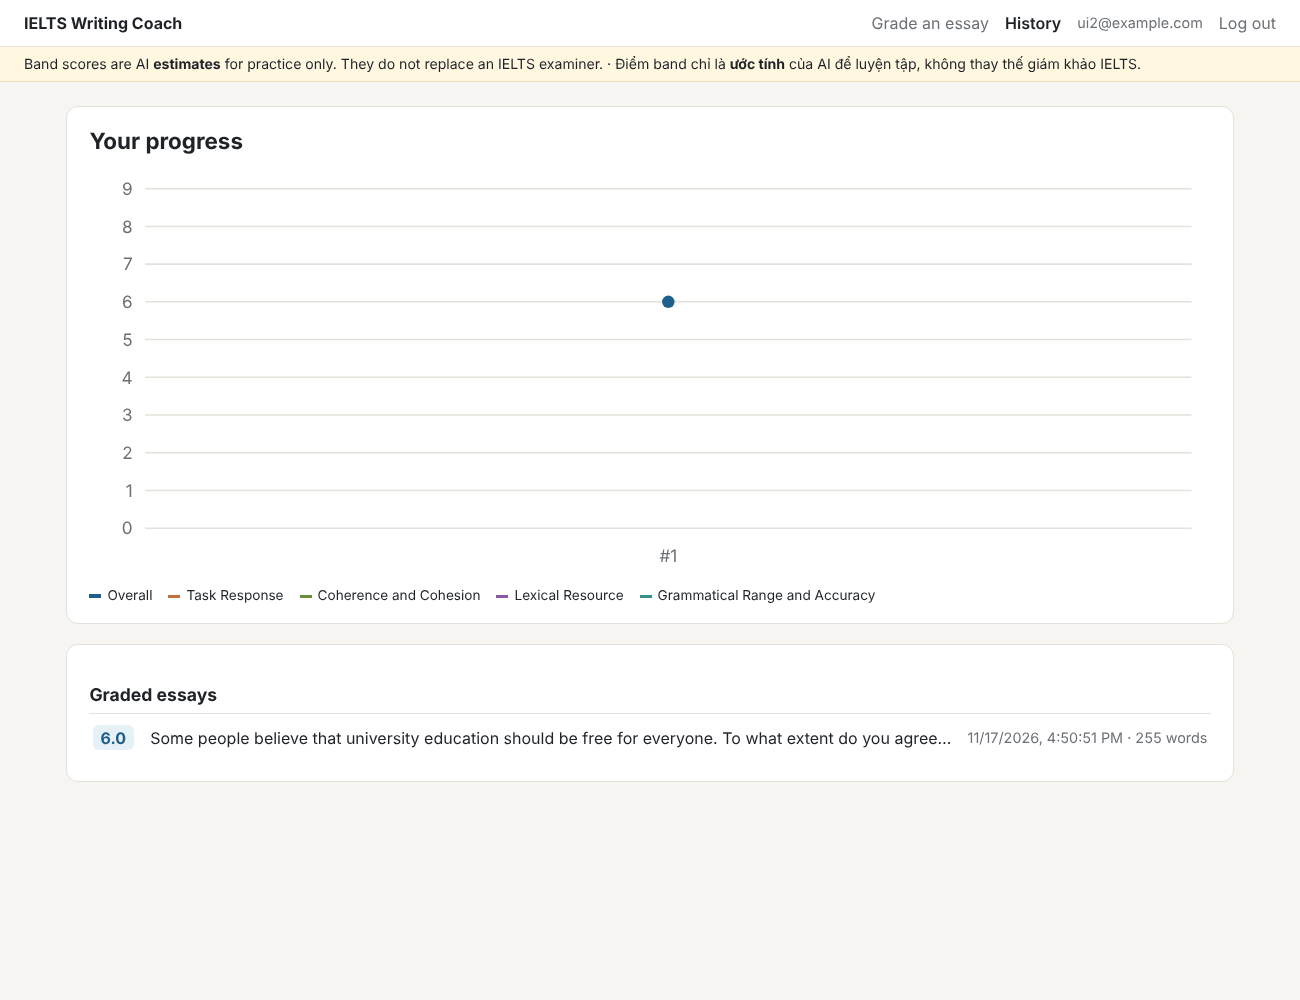 IELTS Writing Coach
Grade an essay History ui2@example.com Log out
Band scores are AI estimates for practice only. They do not replace an IELTS examiner. · Điểm band chỉ là ước tính của AI để luyện tập, không thay thế giám khảo IELTS.
Your progress
9
8
7
6
5
4
3
2
1
0
#1
Overall Task Response Coherence and Cohesion Lexical Resource Grammatical Range and Accuracy
Graded essays
6.0 Some people believe that university education should be free for everyone. To what extent do you agree... 11/17/2026, 4:50:51 PM · 255 words